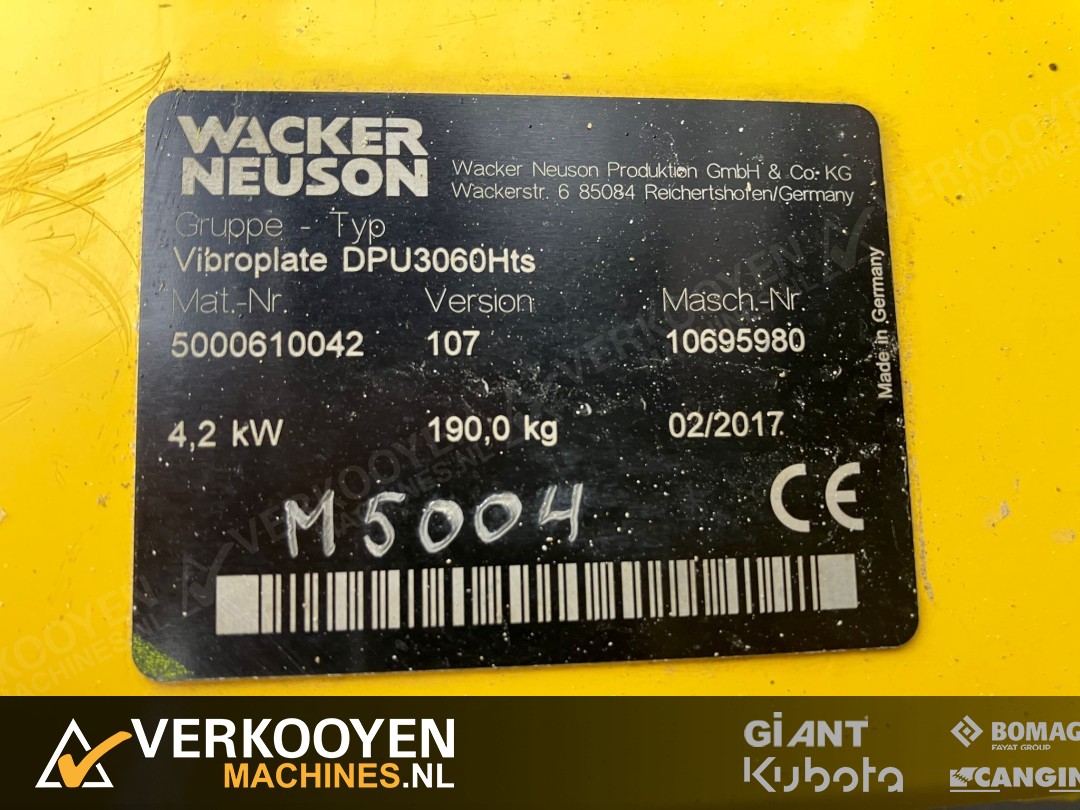 WACKER
NEUSON
Wacker Neuson Produktion GmbH & Co. KG
Wackerstr. 6 85084 Reichertshofen/Germany
Gruppe - Typ
Vibroplate DPU3060Hts
Mat.-Nr. Version Masch.-Nr.
5000610042 107 10695980
4,2 kW 190,0 kg 02/2017
Made in Germany
CE
M5004
VERKOOYEN
MACHINES.NL
GiANT
Kubota
BOMAG
FAYAT GROUP
SCANGIN